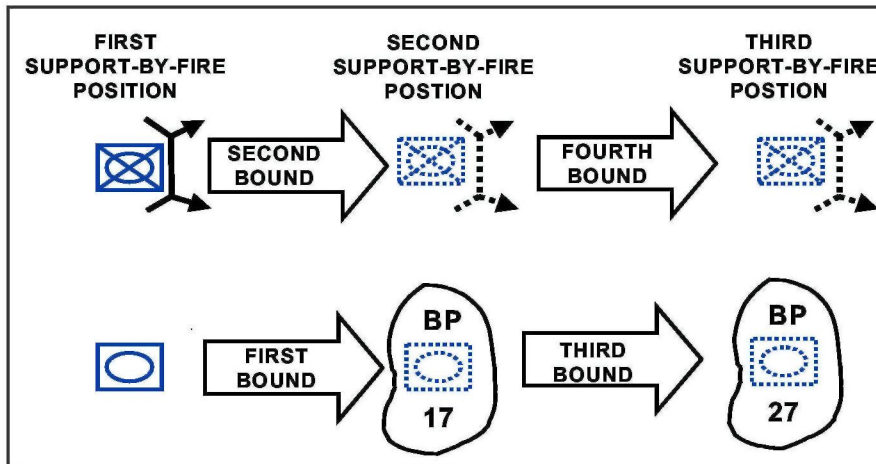 FIRST
SUPPORT-BY-FIRE
POSITION
SECOND
SUPPORT-BY-FIRE
POSTION
THIRD
SUPPORT-BY-FIRE
POSTION
SECOND
BOUND
FOURTH
BOUND
FIRST
BOUND
BP
17
THIRD
BOUND
BP
27